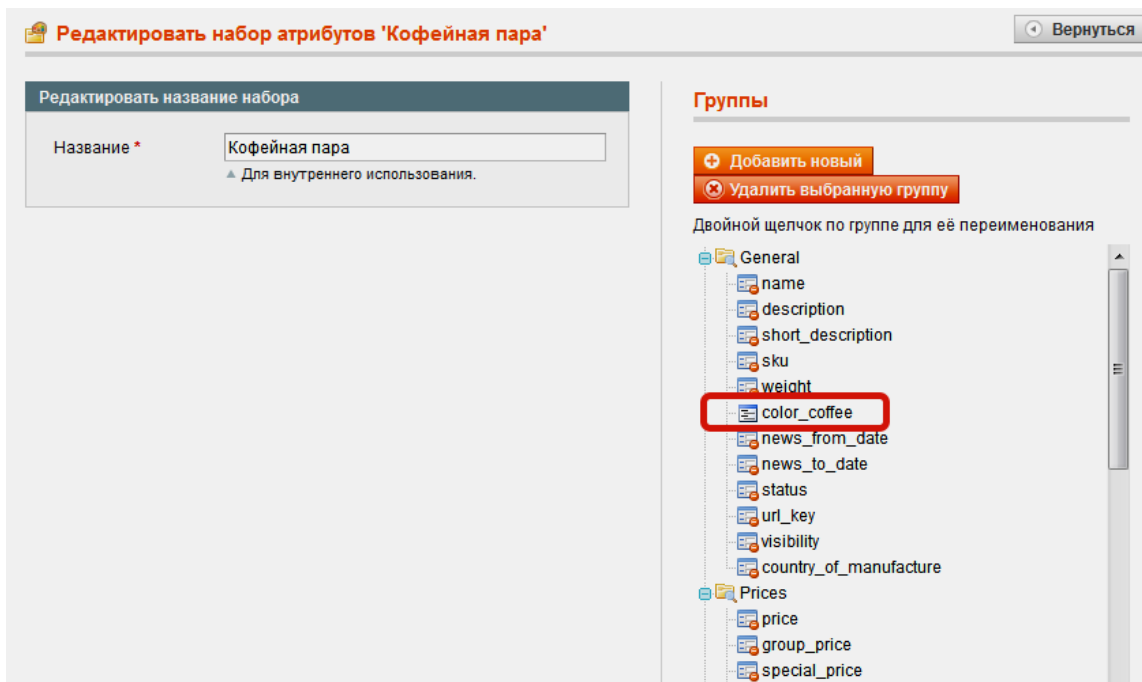 Редактировать набор атрибутов 'Кофейная пара'
Вернуться
Редактировать название набора
Название *
Кофейная пара
Для внутреннего использования.
Группы
Добавить новый
Удалить выбранную группу
Двойной щелчок по группе для её переименования
General
name
description
short_description
sku
weight
color_coffee
news_from_date
news_to_date
status
url_key
visibility
country_of_manufacture
Prices
price
group_price
special_price